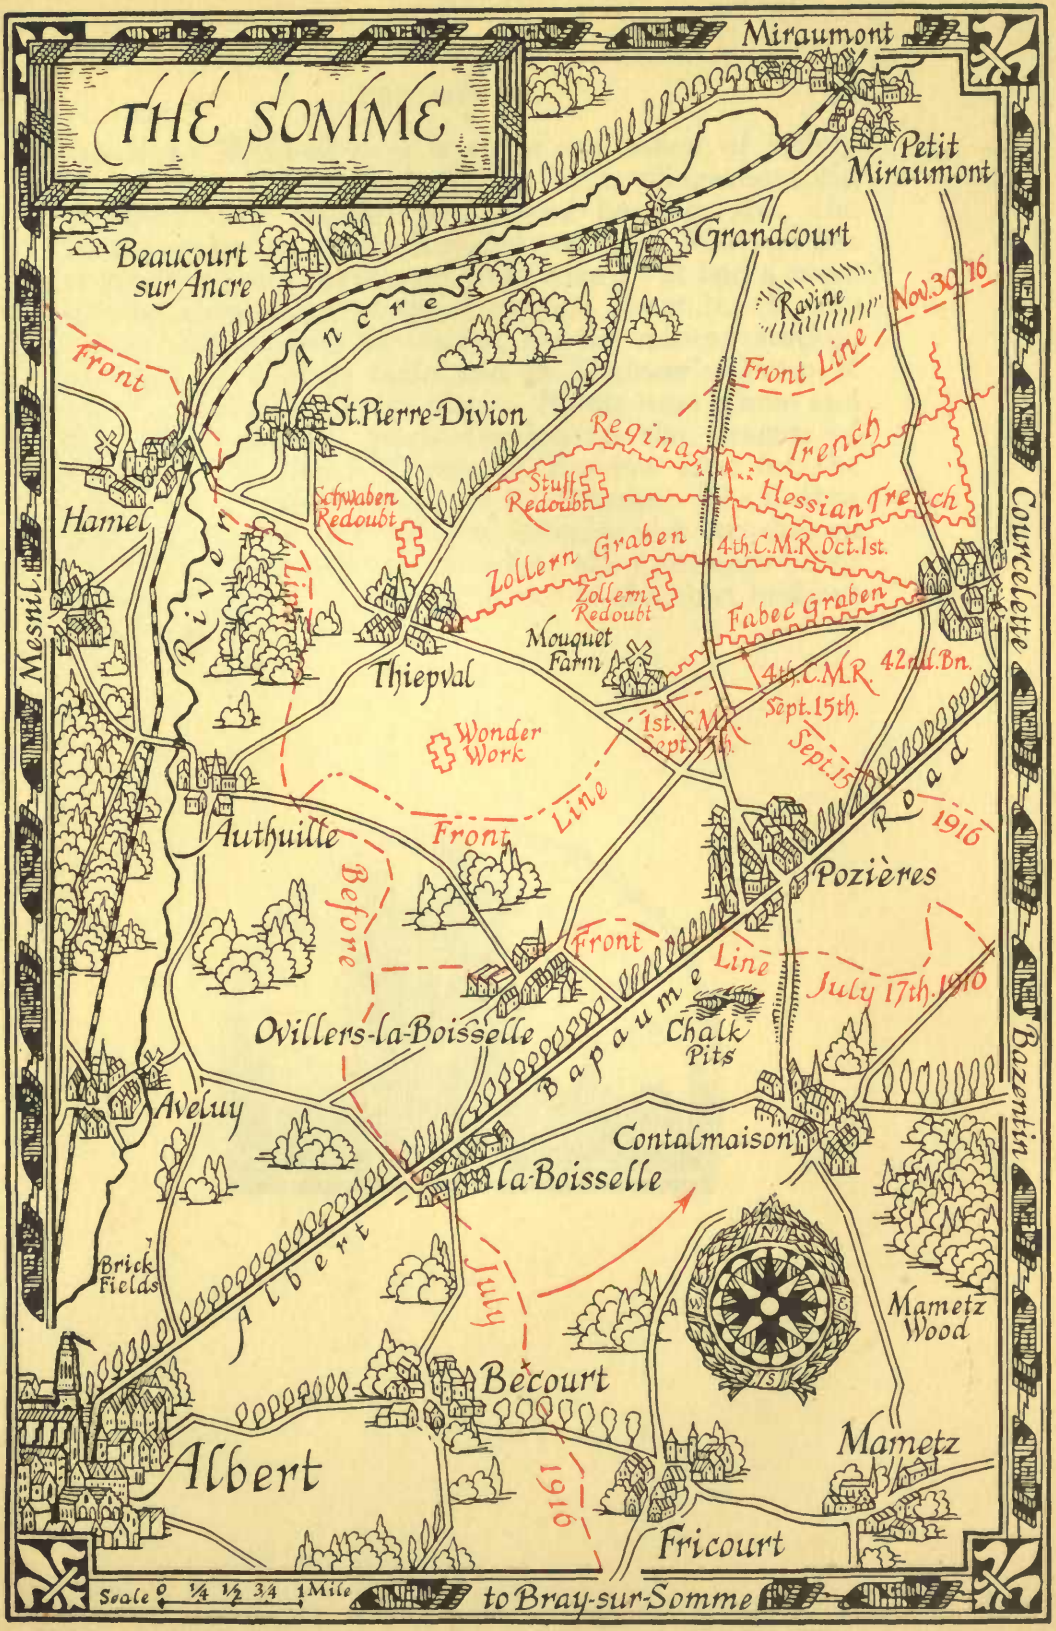 THE SOMME
Miraumont
Petit
Miraumont
Grandcourt
Beaucourt
sur Ancre
Ancre
Ravine
Nov. 30, '16
Front Line
Front
St. Pierre-Divion
Regina Trench
Stuff
Redoubt
Hessian Trench
Schwaben
Redoubt
Hamel
River
Line
Zollern Graben
4th. C.M.R. Oct. 1st.
Zollern
Redoubt
Fabec Graben
Courcelette
Mesnil
Thiepval
Mouquet
Farm
4th. C.M.R.
Sept. 15th.
42nd. Bn.
1st. C.M.R.
Sept. 15th.
Sept. 15
1916
Wonder
Work
Front Line
Authuille
Before
Road
Pozières
Front Line
July 17th. 1916
Ovillers-la-Boisselle
Bapaume
Chalk
Pits
Bazentin
Aveluy
Contalmaison
la-Boisselle
Albert
Brick
Fields
July
N
E
S
Mametz
Wood
Bécourt
Mametz
Albert
1916
Fricourt
Scale 0 1/4 1/2 3/4 1 Mile
to Bray-sur-Somme